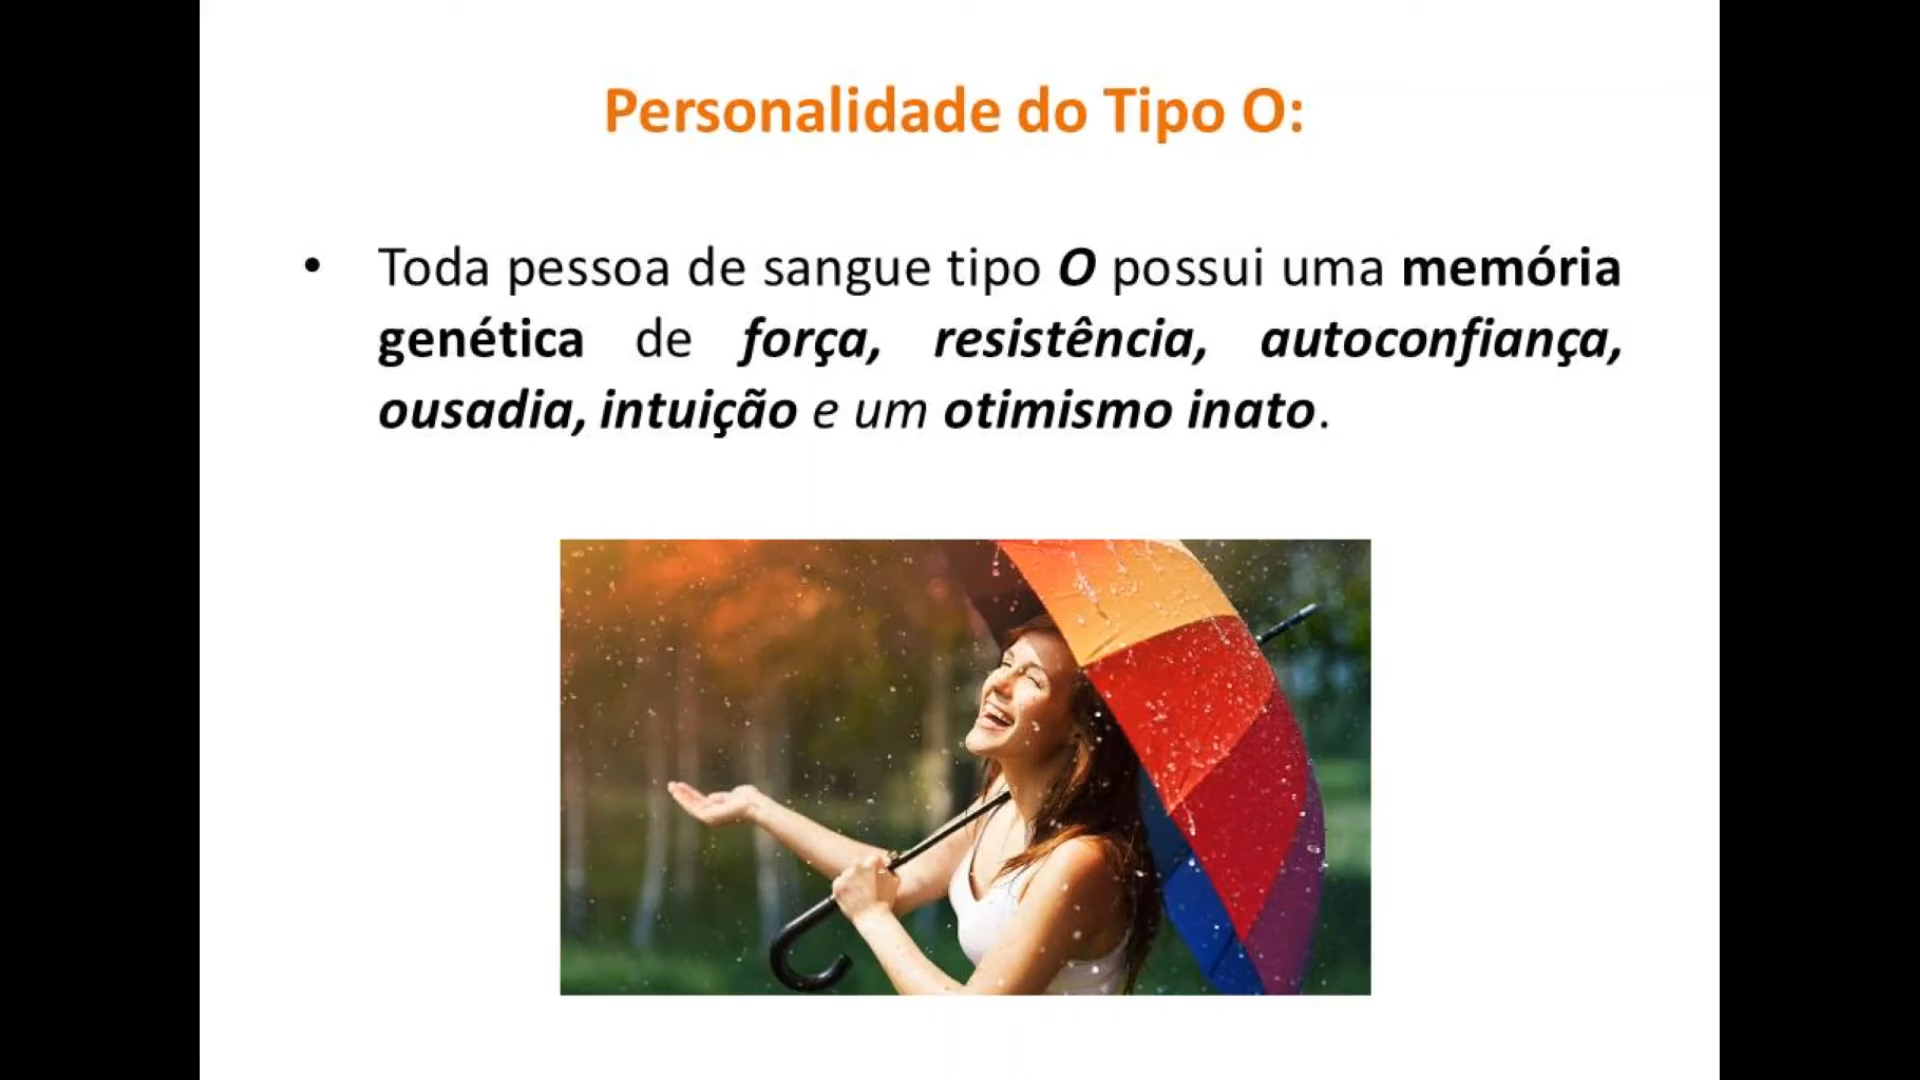 Personalidade do Tipo O:
• Toda pessoa de sangue tipo O possui uma memória
genética de força, resistência, autoconfiança,
ousadia, intuição e um otimismo inato.